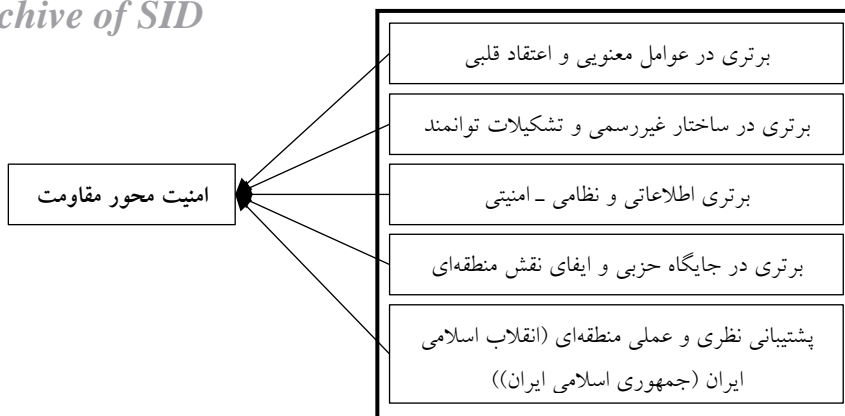 chive of SID
برتری در عوامل معنویی و اعتقاد قلبی
برتری در ساختار غیررسمی و تشکیلات توانمند
برتری اطلاعاتی و نظامی ـ امنیتی
امنیت محور مقاومت
برتری در جایگاه حزبی و ایفای نقش منطقه‌ای
پشتیبانی نظری و عملی منطقه‌ای (انقلاب اسلامی
ایران (جمهوری اسلامی ایران))